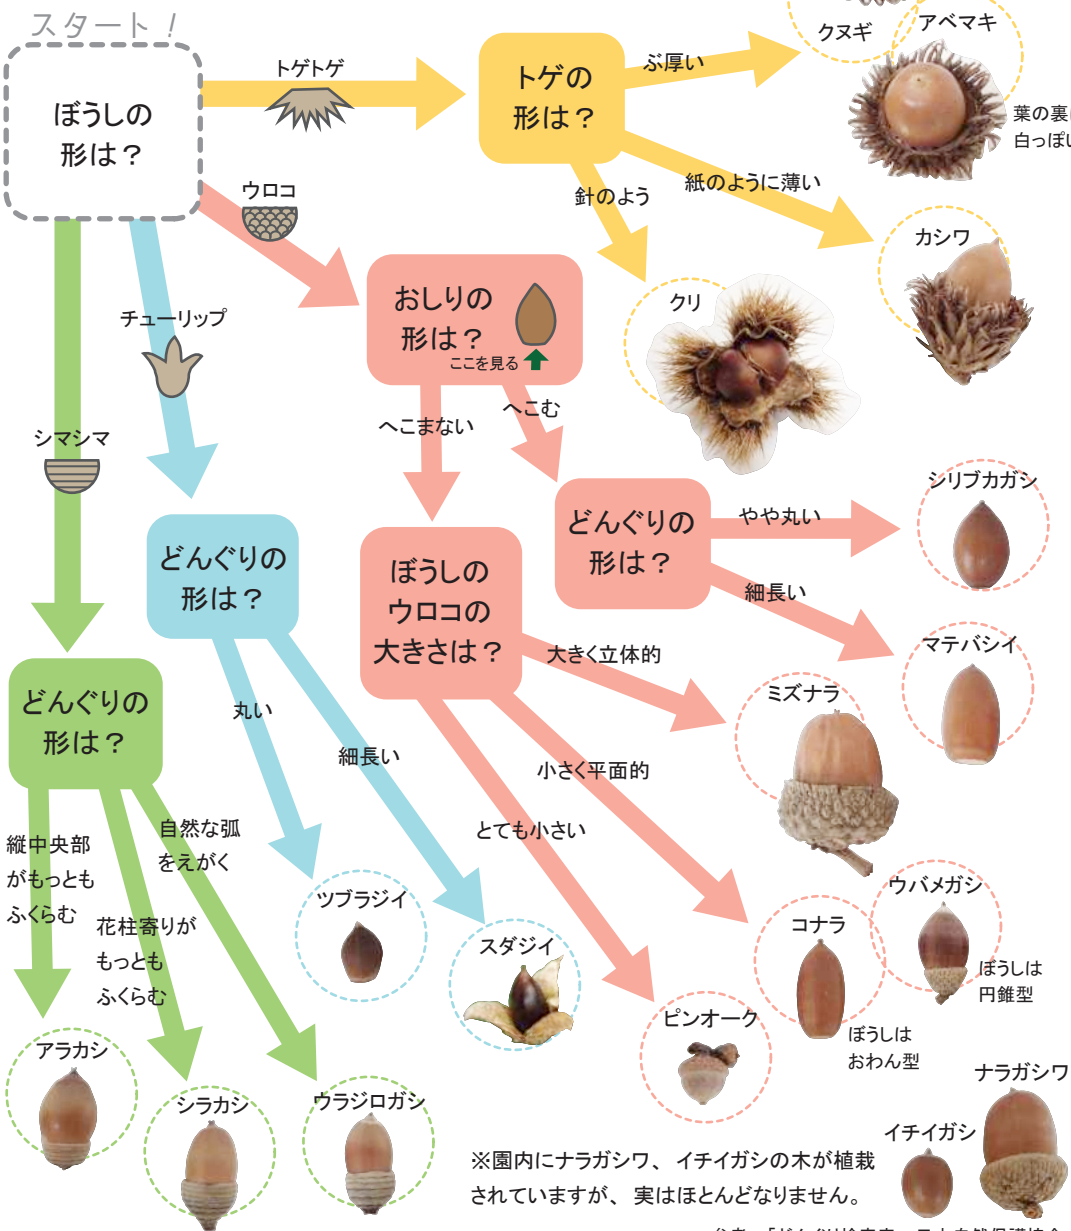 スタート！
ぼうしの
形は？
トゲトゲ
トゲの
形は？
ぶ厚い
クヌギ
アベマキ
葉の裏に
白っぽい
紙のように薄い
針のよう
カシワ
クリ
ウロコ
おしりの
形は？
ここを見る
チューリップ
シマシマ
へこまない
へこむ
どんぐりの
形は？
やや丸い
シリブカガシ
細長い
マテバシイ
ぼうしの
ウロコの
大きさは？
大きく立体的
ミズナラ
小さく平面的
とても小さい
コナラ
ぼうしは
おわん型
ウバメガシ
ぼうしは
円錐型
ピンオーク
どんぐりの
形は？
丸い
細長い
ツブラジイ
スダジイ
どんぐりの
形は？
縦中央部
がもっとも
ふくらむ
花柱寄りが
もっとも
ふくらむ
自然な弧
をえがく
アラカシ
シラカシ
ウラジロガシ
ナラガシワ
イチイガシ
※園内にナラガシワ、イチイガシの木が植栽
されていますが、実はほとんどなりません。